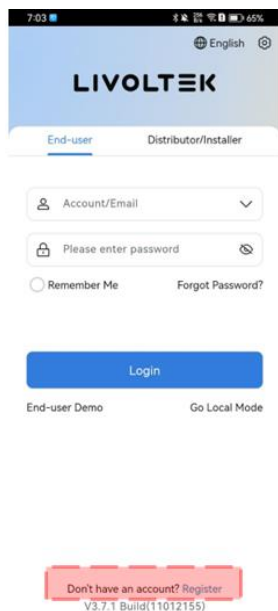 7:03
65%
English
LIVOLTEK
End-user
Distributor/Installer
Account/Email
Please enter password
Remember Me
Forgot Password?
Login
End-user Demo
Go Local Mode
Don't have an account? Register
V3.7.1 Build(11012155)